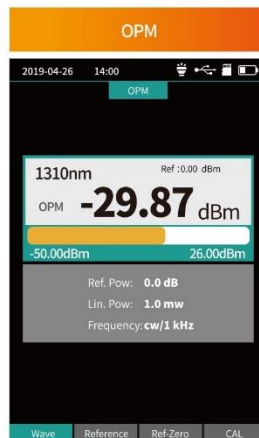 OPM
2019-04-26 14:00
OPM
1310nm Ref :0.00 dBm
OPM -29.87 dBm
-50.00dBm 26.00dBm
Ref. Pow: 0.0 dB
Lin. Pow: 1.0 mw
Frequency:cw/1 kHz
Wave Reference Ref-Zero CAL